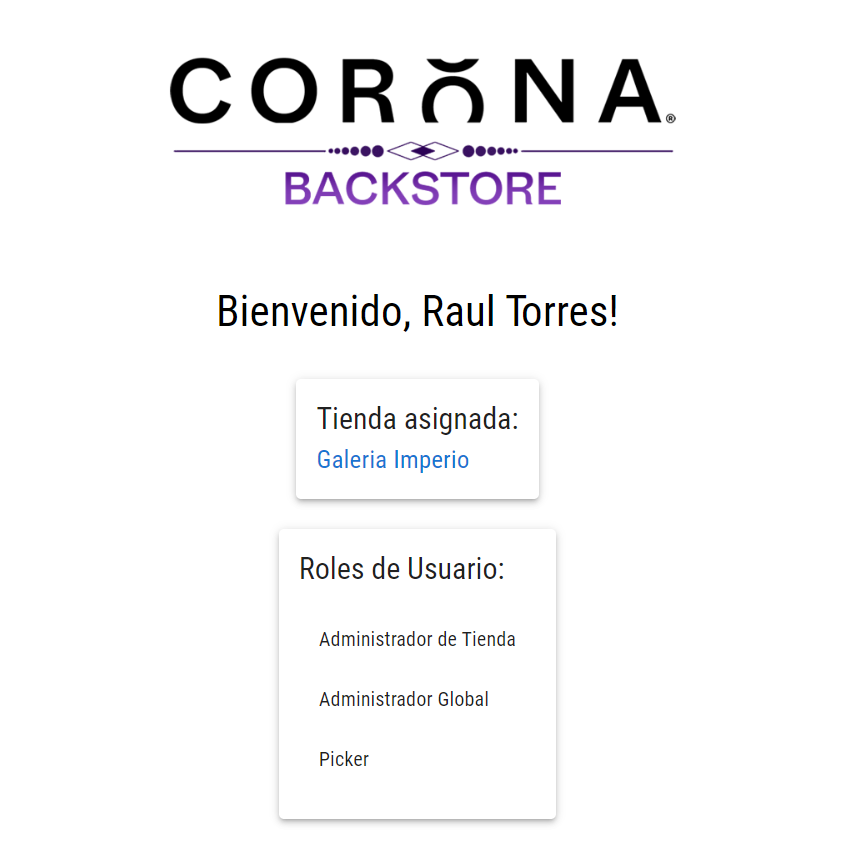 CORONA®
BACKSTORE
Bienvenido, Raul Torres!
Tienda asignada:
Galeria Imperio
Roles de Usuario:
Administrador de Tienda
Administrador Global
Picker